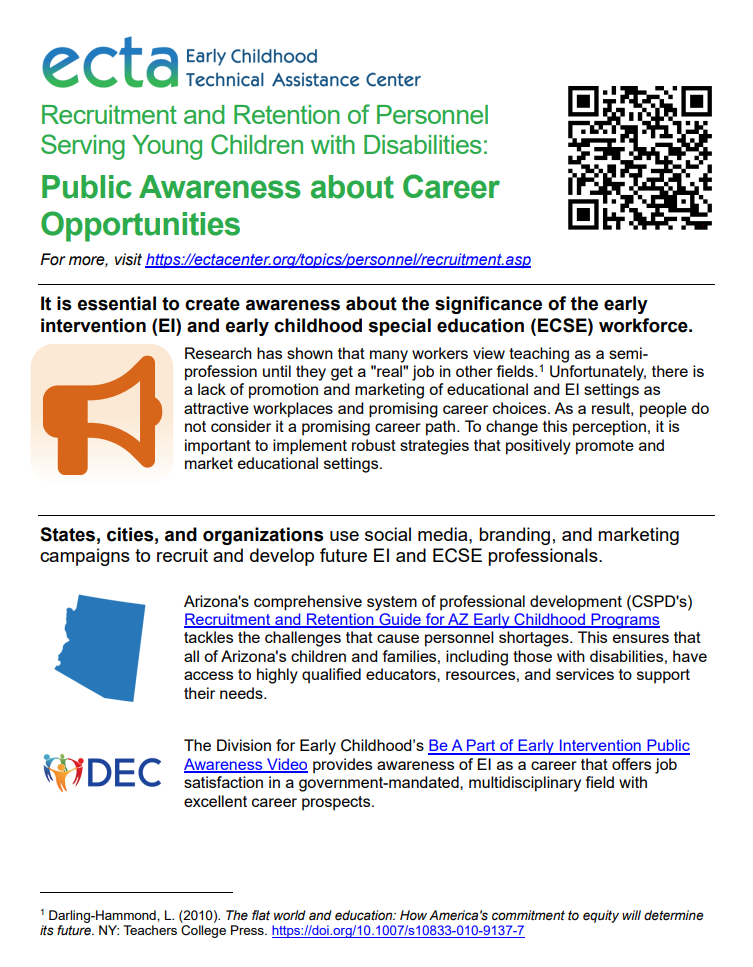 ecta Early Childhood
Technical Assistance Center
Recruitment and Retention of Personnel
Serving Young Children with Disabilities:
Public Awareness about Career
Opportunities
For more, visit https://ectacenter.org/topics/personnel/recruitment.asp
It is essential to create awareness about the significance of the early
intervention (EI) and early childhood special education (ECSE) workforce.
Research has shown that many workers view teaching as a semi-
profession until they get a "real" job in other fields.¹ Unfortunately, there is
a lack of promotion and marketing of educational and EI settings as
attractive workplaces and promising career choices. As a result, people do
not consider it a promising career path. To change this perception, it is
important to implement robust strategies that positively promote and
market educational settings.
States, cities, and organizations use social media, branding, and marketing
campaigns to recruit and develop future EI and ECSE professionals.
Arizona's comprehensive system of professional development (CSPD's)
Recruitment and Retention Guide for AZ Early Childhood Programs
tackles the challenges that cause personnel shortages. This ensures that
all of Arizona's children and families, including those with disabilities, have
access to highly qualified educators, resources, and services to support
their needs.
DEC
The Division for Early Childhood’s Be A Part of Early Intervention Public
Awareness Video provides awareness of EI as a career that offers job
satisfaction in a government-mandated, multidisciplinary field with
excellent career prospects.
¹ Darling-Hammond, L. (2010). The flat world and education: How America's commitment to equity will determine
its future. NY: Teachers College Press. https://doi.org/10.1007/s10833-010-9137-7